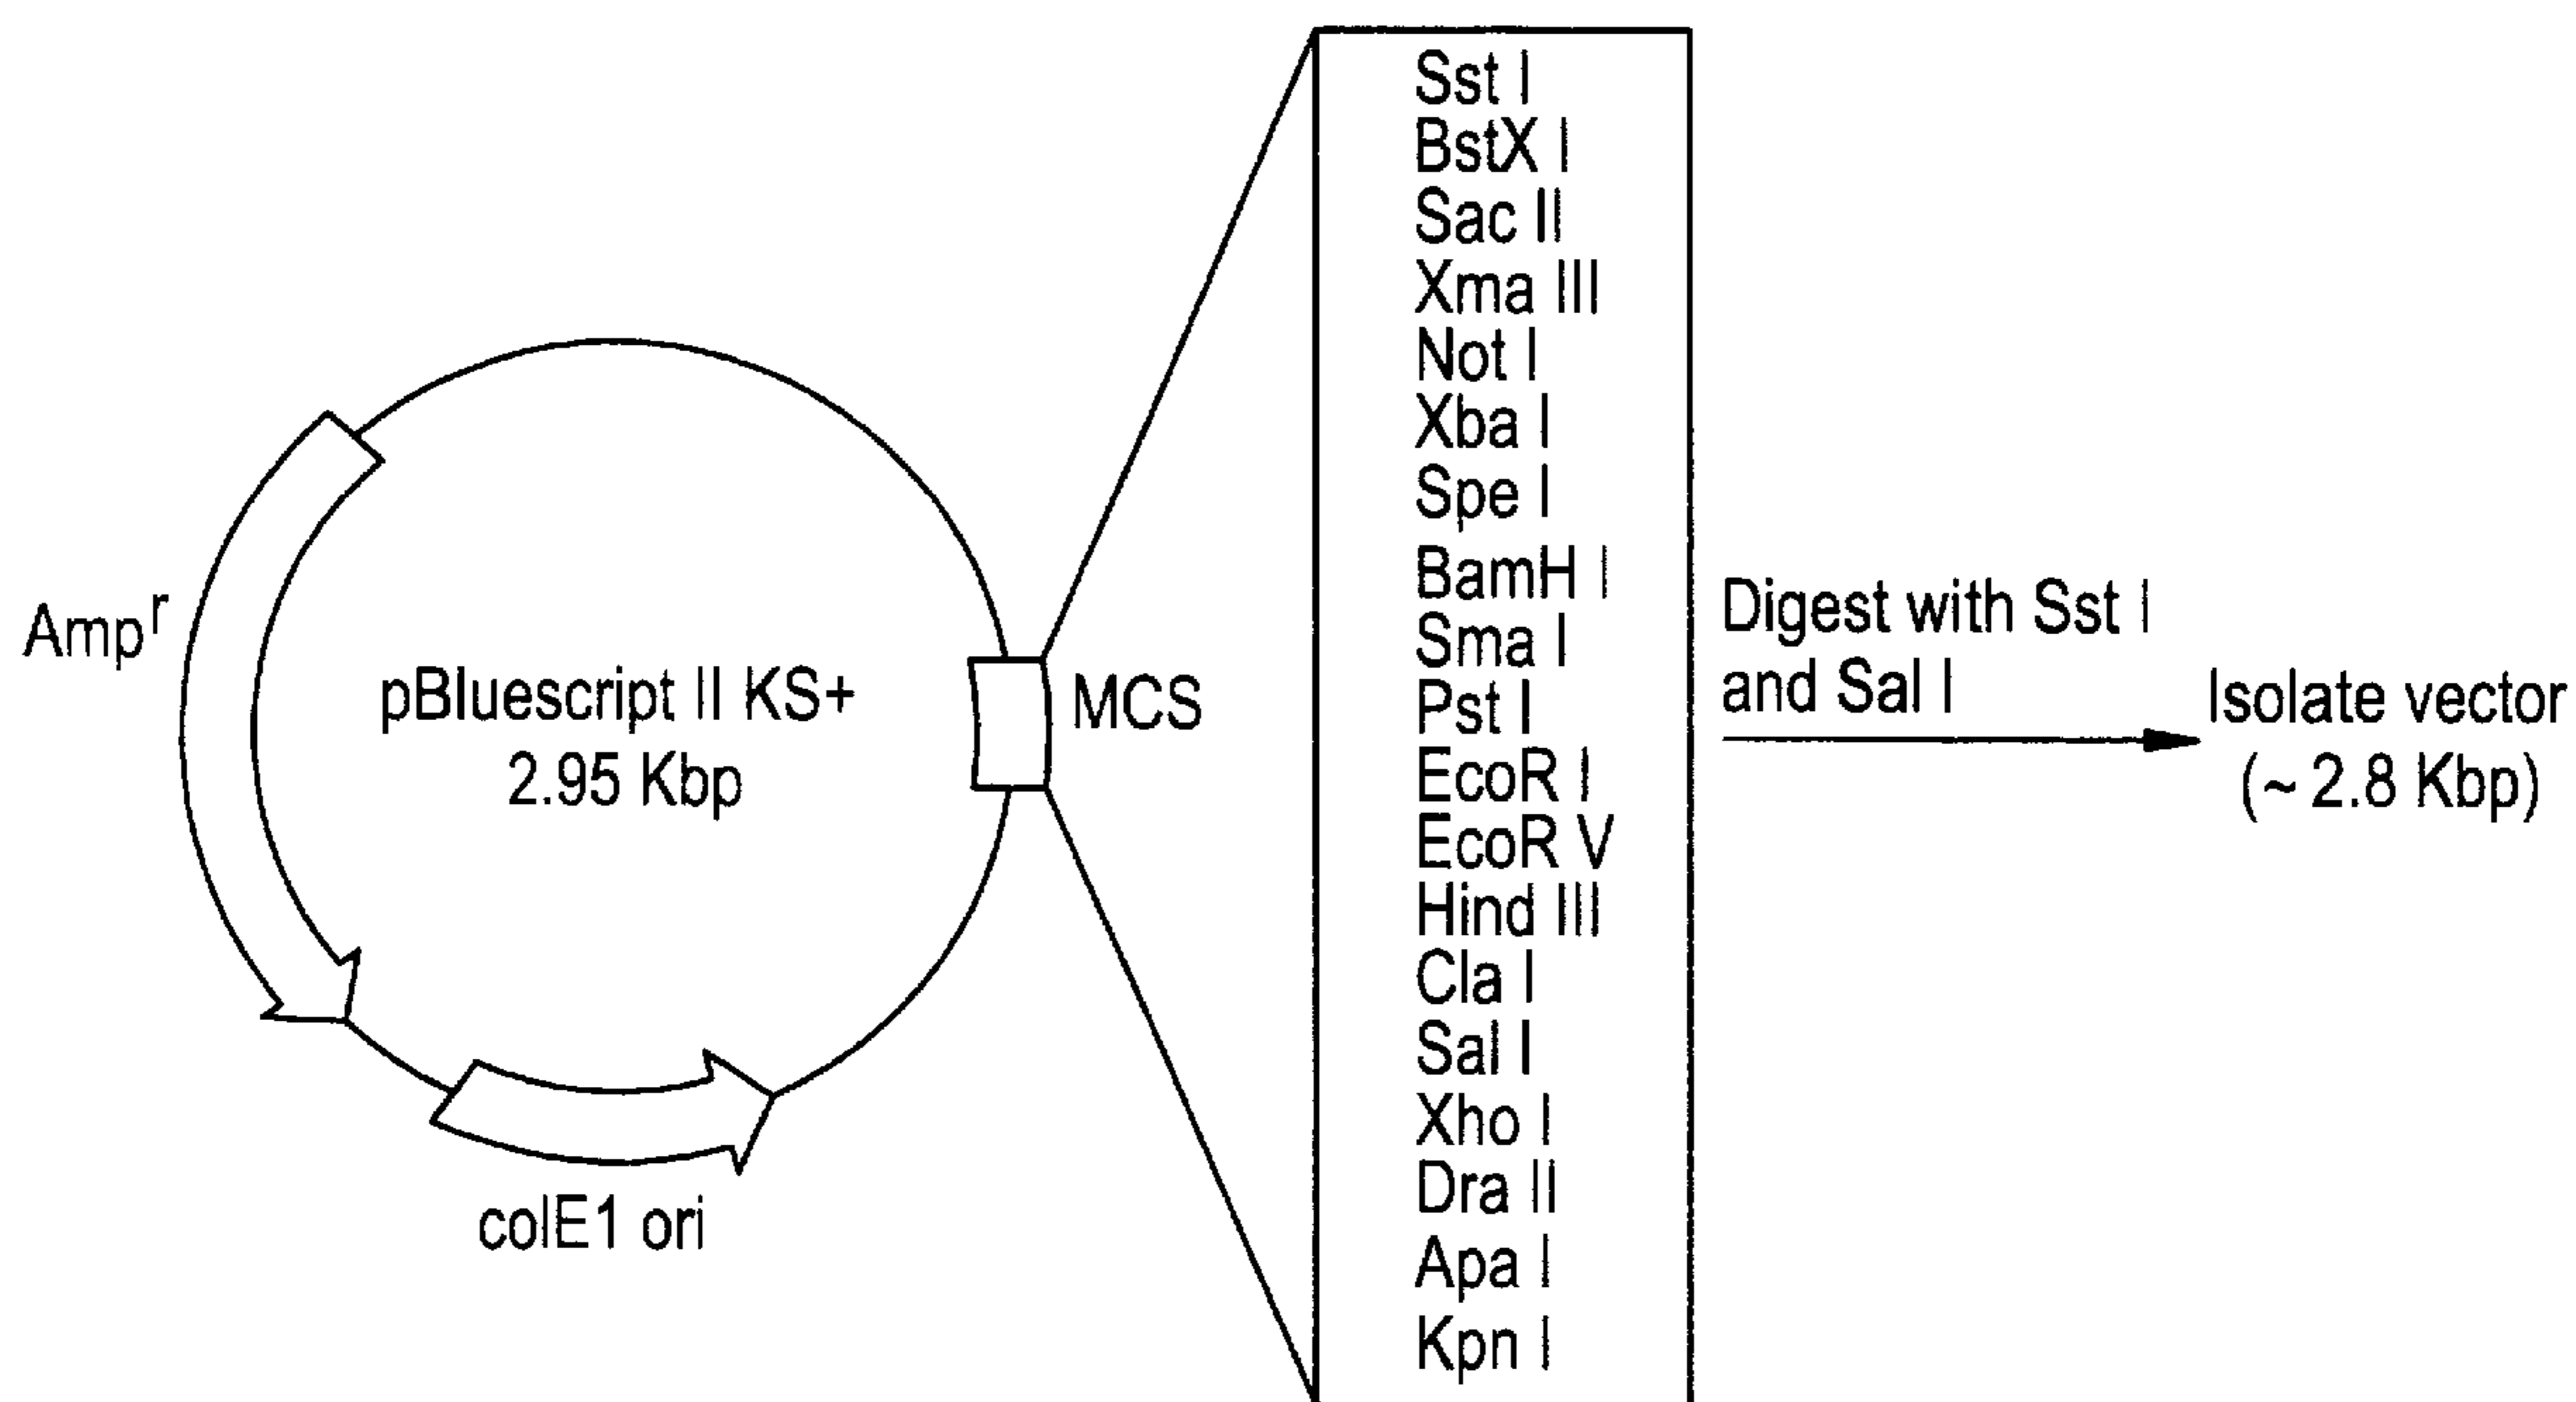 Amp^r
pBluescript II KS+
2.95 Kbp
MCS
colE1 ori
Sst I
BstX I
Sac II
Xma III
Not I
Xba I
Spe I
BamH I
Sma I
Pst I
EcoR I
EcoR V
Hind III
Cla I
Sal I
Xho I
Dra II
Apa I
Kpn I
Digest with Sst I
and Sal I
Isolate vector
(~ 2.8 Kbp)